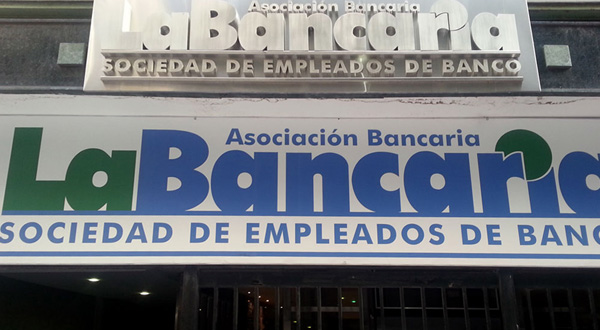 Asociación Bancaria
LaBancaria
SOCIEDAD DE EMPLEADOS DE BANCO
Asociación Bancaria
LaBancaria
SOCIEDAD DE EMPLEADOS DE BANC